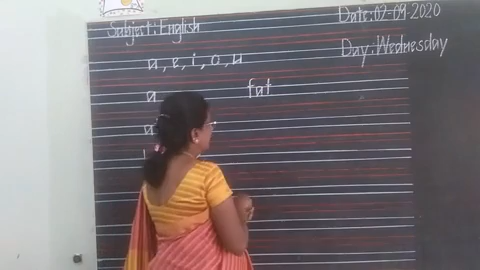 Subject: English
Date: 02-09-2020
Day: Wednesday
a, e, i, o, u
a fat
a